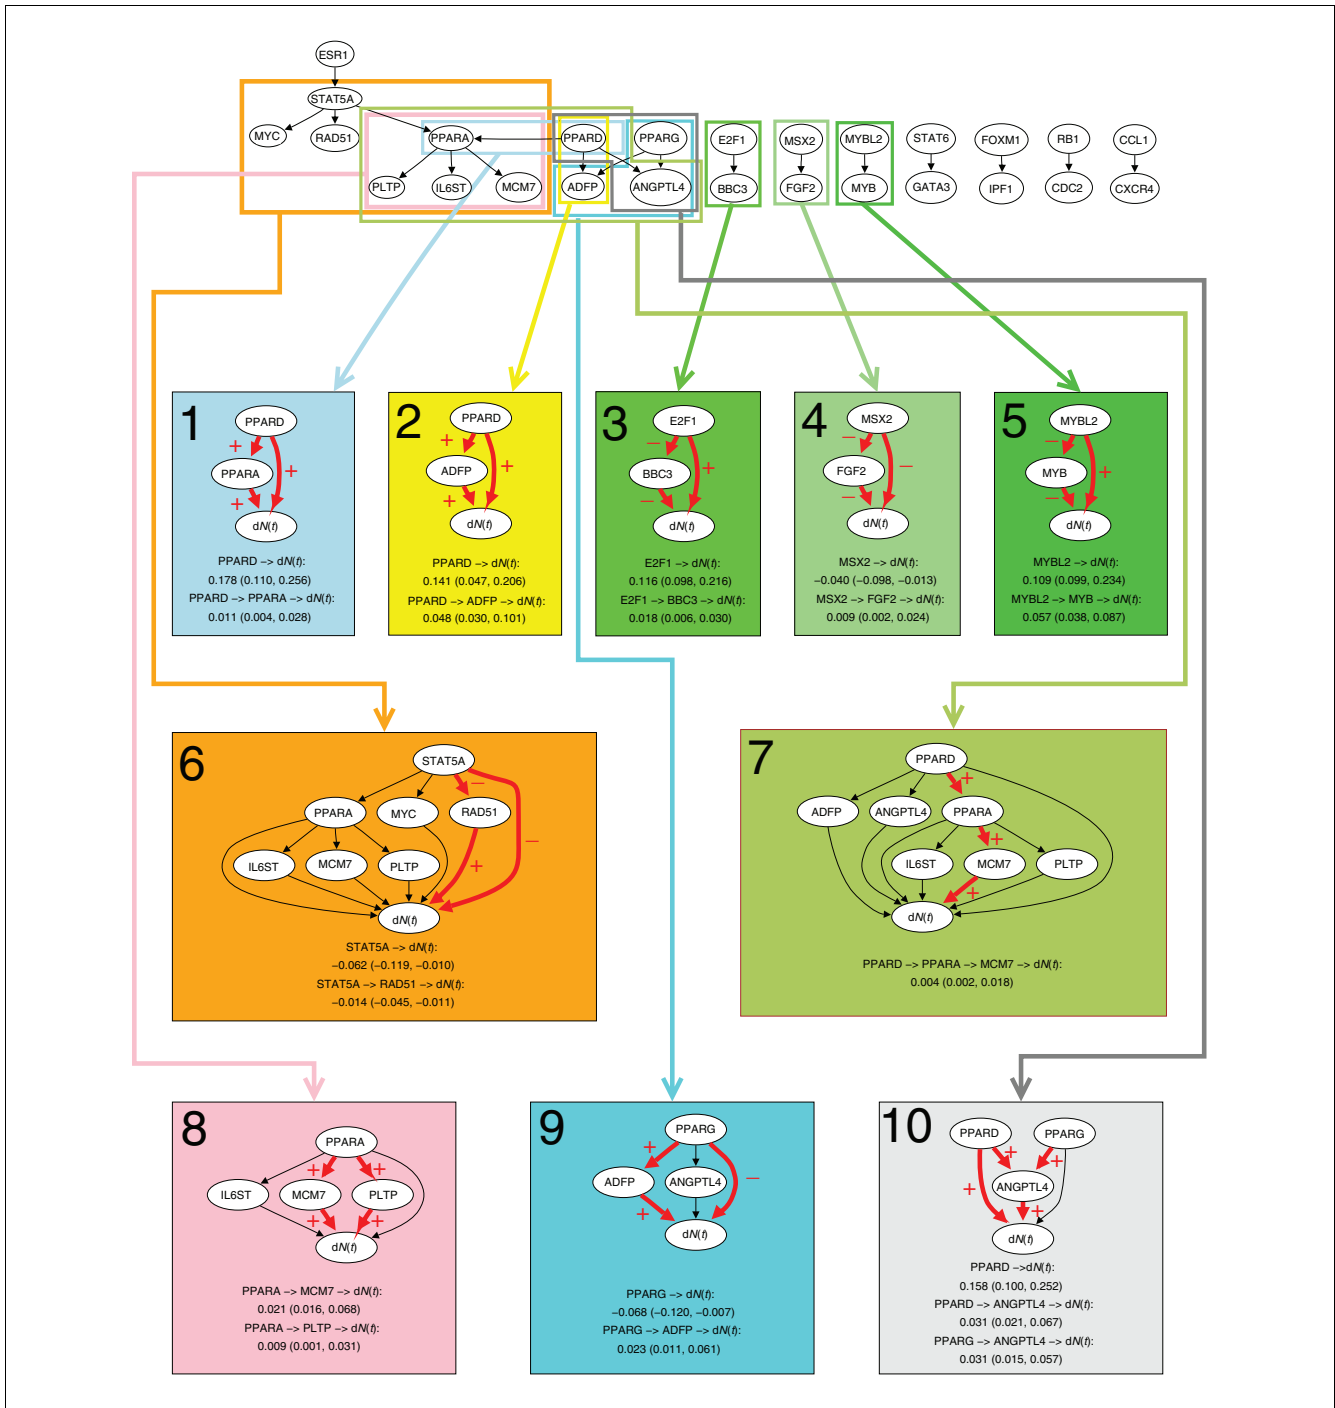 ESR1
STAT5A
MYC
RAD51
PPARA
PPARD
PPARG
E2F1
MSX2
MYBL2
STAT6
FOXM1
RB1
CCL1
PLTP
IL6ST
MCM7
ADFP
ANGPTL4
BBC3
FGF2
MYB
GATA3
IPF1
CDC2
CXCR4
1
PPARD
+
PPARA
+
+
dN(t)
PPARD –> dN(t):
0.178 (0.110, 0.256)
PPARD –> PPARA –> dN(t):
0.011 (0.004, 0.028)
2
PPARD
+
ADFP
+
+
dN(t)
PPARD –> dN(t):
0.141 (0.047, 0.206)
PPARD –> ADFP –> dN(t):
0.048 (0.030, 0.101)
3
E2F1
–
BBC3
+
–
dN(t)
E2F1 –> dN(t):
0.116 (0.098, 0.216)
E2F1 –> BBC3 –> dN(t):
0.018 (0.006, 0.030)
4
MSX2
–
FGF2
–
–
dN(t)
MSX2 –> dN(t):
–0.040 (–0.098, –0.013)
MSX2 –> FGF2 –> dN(t):
0.009 (0.002, 0.024)
5
MYBL2
–
MYB
+
–
dN(t)
MYBL2 –> dN(t):
0.109 (0.099, 0.234)
MYBL2 –> MYB –> dN(t):
0.057 (0.038, 0.087)
6
STAT5A
–
PPARA
MYC
RAD51
–
IL6ST
MCM7
PLTP
+
dN(t)
STAT5A –> dN(t):
–0.062 (–0.119, –0.010)
STAT5A –> RAD51 –> dN(t):
–0.014 (–0.045, –0.011)
7
PPARD
+
ADFP
ANGPTL4
PPARA
+
IL6ST
MCM7
PLTP
+
dN(t)
PPARD –> PPARA –> MCM7 –> dN(t):
0.004 (0.002, 0.018)
8
PPARA
+
+
IL6ST
MCM7
PLTP
+
+
dN(t)
PPARA –> MCM7 –> dN(t):
0.021 (0.016, 0.068)
PPARA –> PLTP –> dN(t):
0.009 (0.001, 0.031)
9
PPARG
+
ADFP
ANGPTL4
–
+
dN(t)
PPARG –> dN(t):
–0.068 (–0.120, –0.007)
PPARG –> ADFP –> dN(t):
0.023 (0.011, 0.061)
10
PPARD
PPARG
+
+
+
ANGPTL4
+
dN(t)
PPARD –>dN(t):
0.158 (0.100, 0.252)
PPARD –> ANGPTL4 –> dN(t):
0.031 (0.021, 0.067)
PPARG –> ANGPTL4 –> dN(t):
0.031 (0.015, 0.057)